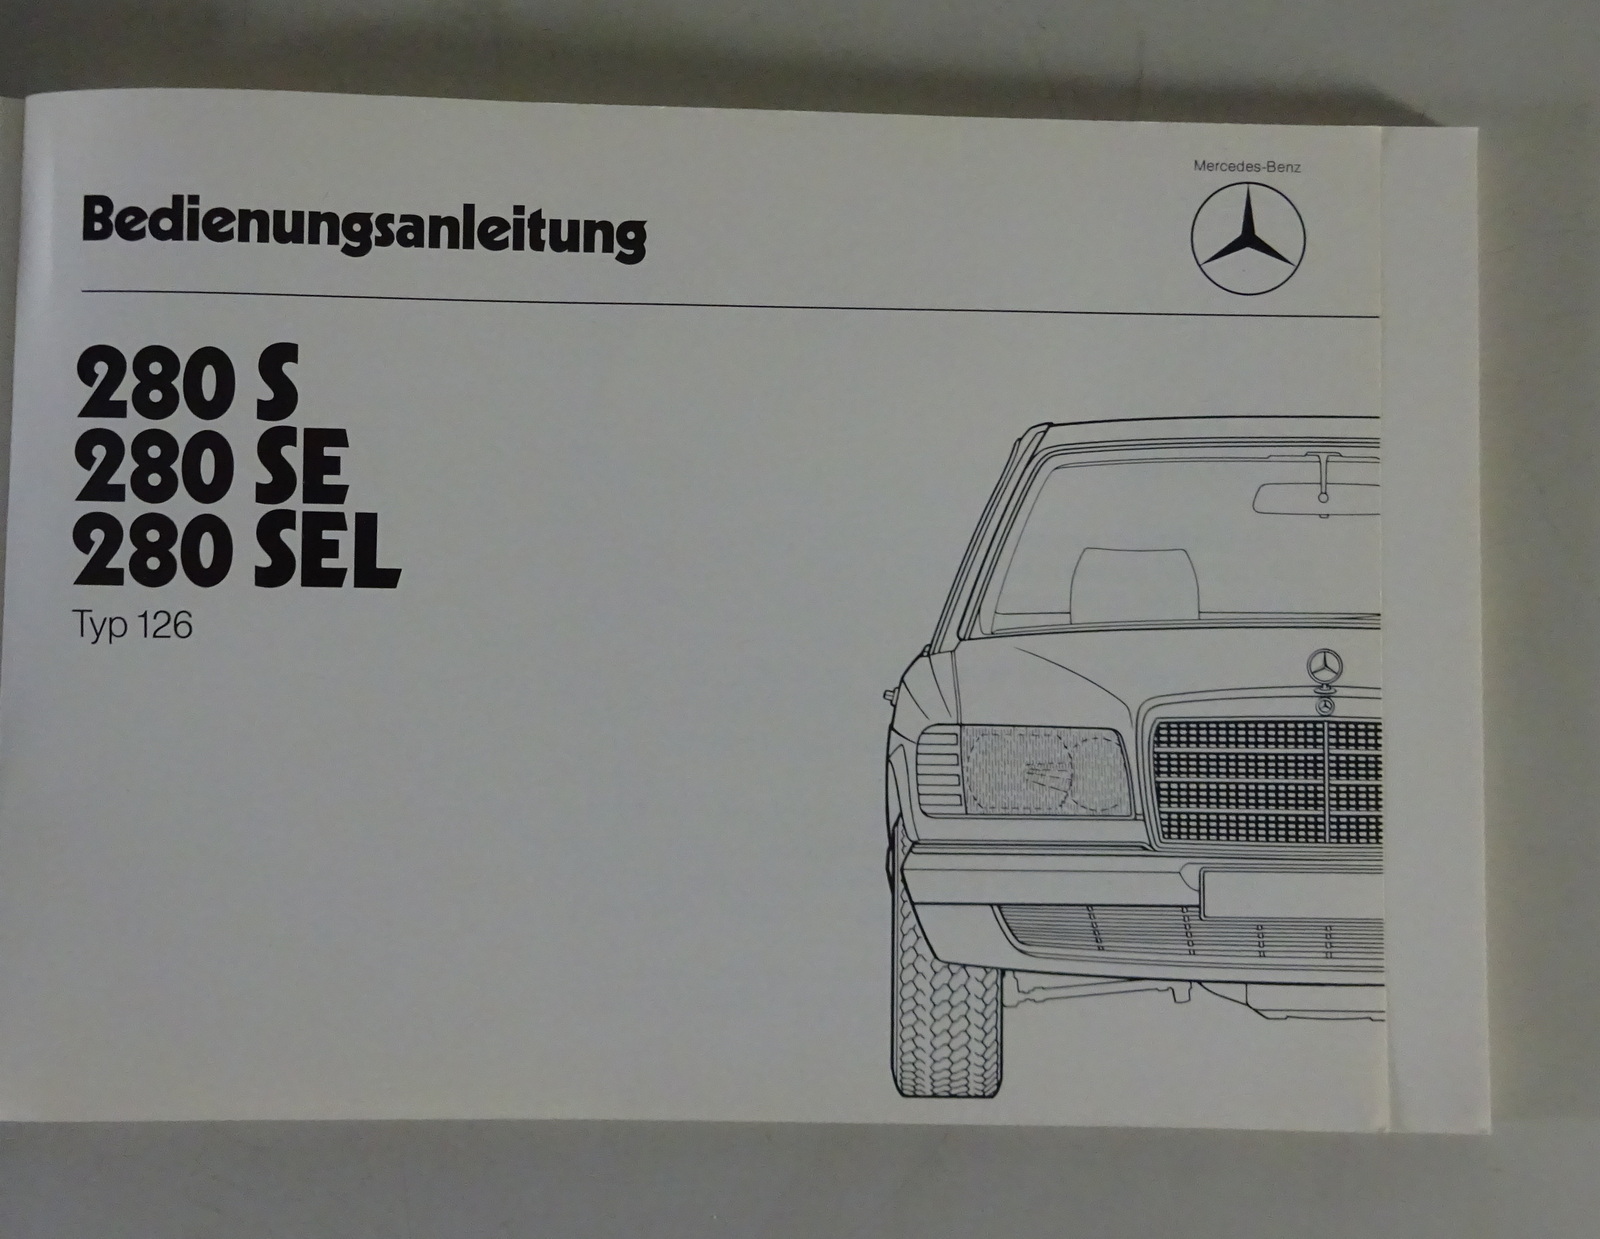 Mercedes-Benz
Bedienungsanleitung
280 S
280 SE
280 SEL
Typ 126